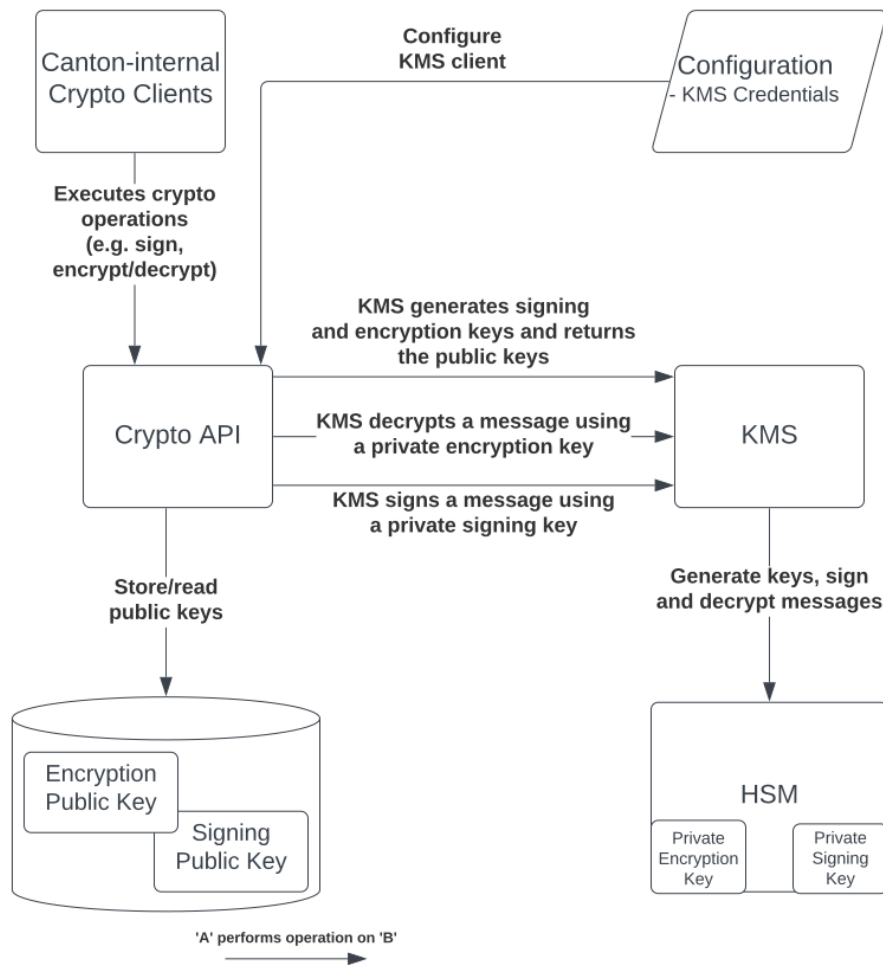 Canton-internal
Crypto Clients
Configure
KMS client
Configuration
- KMS Credentials
Executes crypto
operations
(e.g. sign,
encrypt/decrypt)
KMS generates signing
and encryption keys and returns
the public keys
Crypto API
KMS decrypts a message using
a private encryption key
KMS
KMS signs a message using
a private signing key
Store/read
public keys
Generate keys, sign
and decrypt messages
Encryption
Public Key
Signing
Public Key
HSM
Private
Encryption
Key
Private
Signing
Key
'A' performs operation on 'B'